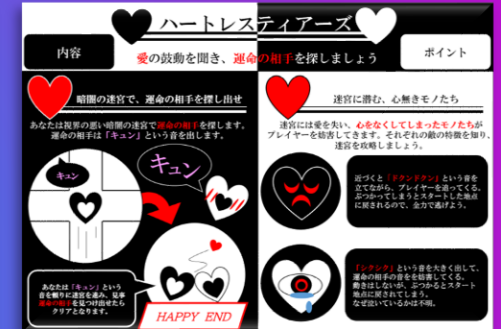 ハートレスティアーズ
内容
愛の鼓動を聞き、運命の相手を探しましょう
ポイント
暗闇の迷宮で、運命の相手を探し出せ
あなたは視界の悪い暗闇の迷宮で運命の相手を探します。
運命の相手は「キュン」という音を出します。
キュン
キュン
あなたは「キュン」という
音を頼りに迷宮を進み、見事
運命の相手を見つけ出せたら
クリアとなります。
HAPPY END
迷宮に潜む、心無きモノたち
迷宮には愛を失い、心をなくしてしまったモノたちが
プレイヤーを妨害してきます。それぞれの敵の特徴を知り、
迷宮を攻略しましょう。
近づくと「ドクンドクン」という音を
立てながら、プレイヤーを追ってくる。
ぶつかってしまうとスタートした地点
に戻されるので、全力で逃げよう。
という音を大きく出して、
運命の相手の音をを妨害してくる。
動きはしないが、ぶつかるとスタート
地点に戻されてしまう。
なぜ泣いているかは不明。